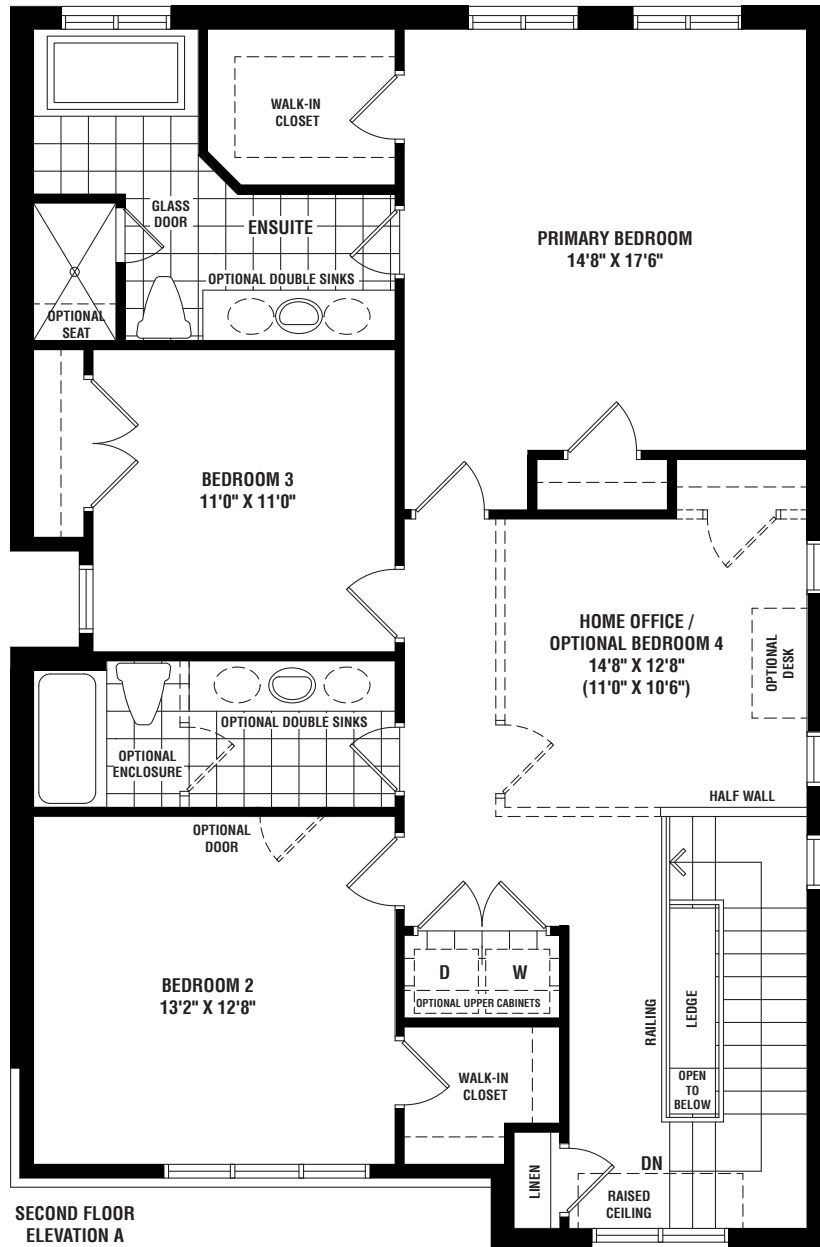 WALK-IN
CLOSET
GLASS
DOOR
ENSUITE
OPTIONAL DOUBLE SINKS
OPTIONAL
SEAT
PRIMARY BEDROOM
14'8" X 17'6"
BEDROOM 3
11'0" X 11'0"
HOME OFFICE /
OPTIONAL BEDROOM 4
14'8" X 12'8"
(11'0" X 10'6")
OPTIONAL
DESK
OPTIONAL DOUBLE SINKS
OPTIONAL
ENCLOSURE
HALF WALL
OPTIONAL
DOOR
BEDROOM 2
13'2" X 12'8"
D
W
OPTIONAL UPPER CABINETS
RAILING
LEDGE
OPEN
TO
BELOW
WALK-IN
CLOSET
LINEN
DN
RAISED
CEILING
SECOND FLOOR
ELEVATION A